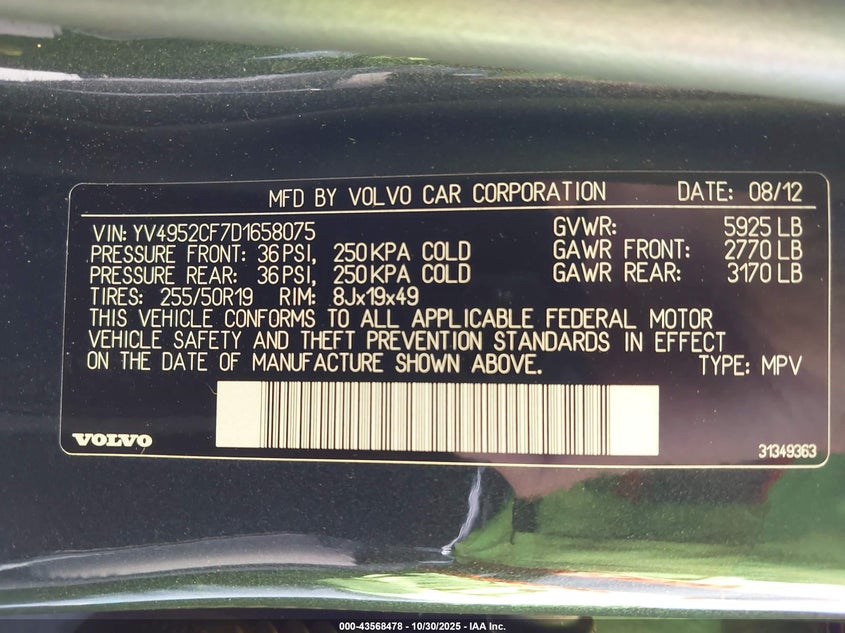 MFD BY VOLVO CAR CORPORATION DATE: 08/12
VIN: YV4952CF7D1658075 GVWR: 5925 LB
PRESSURE FRONT: 36 PSI, 250 KPA COLD GAWR FRONT: 2770 LB
PRESSURE REAR: 36 PSI, 250 KPA COLD GAWR REAR: 3170 LB
TIRES: 255/50R19 RIM: 8Jx19x49
THIS VEHICLE CONFORMS TO ALL APPLICABLE FEDERAL MOTOR
VEHICLE SAFETY AND THEFT PREVENTION STANDARDS IN EFFECT
ON THE DATE OF MANUFACTURE SHOWN ABOVE. TYPE: MPV
VOLVO 31349363
000-43568478 - 10/30/2025 - IAA Inc.